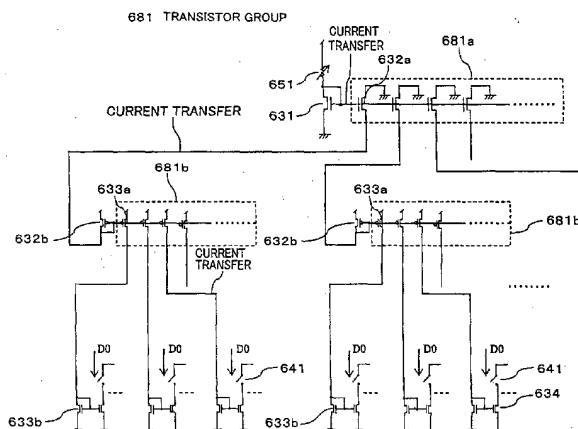 681 TRANSISTOR GROUP
CURRENT
TRANSFER
632a
681a
651
631
CURRENT TRANSFER
681b
633a
632b
633a
632b
681b
CURRENT
TRANSFER
D0
D0
D0
641
D0
D0
D0
641
634
633b
633b